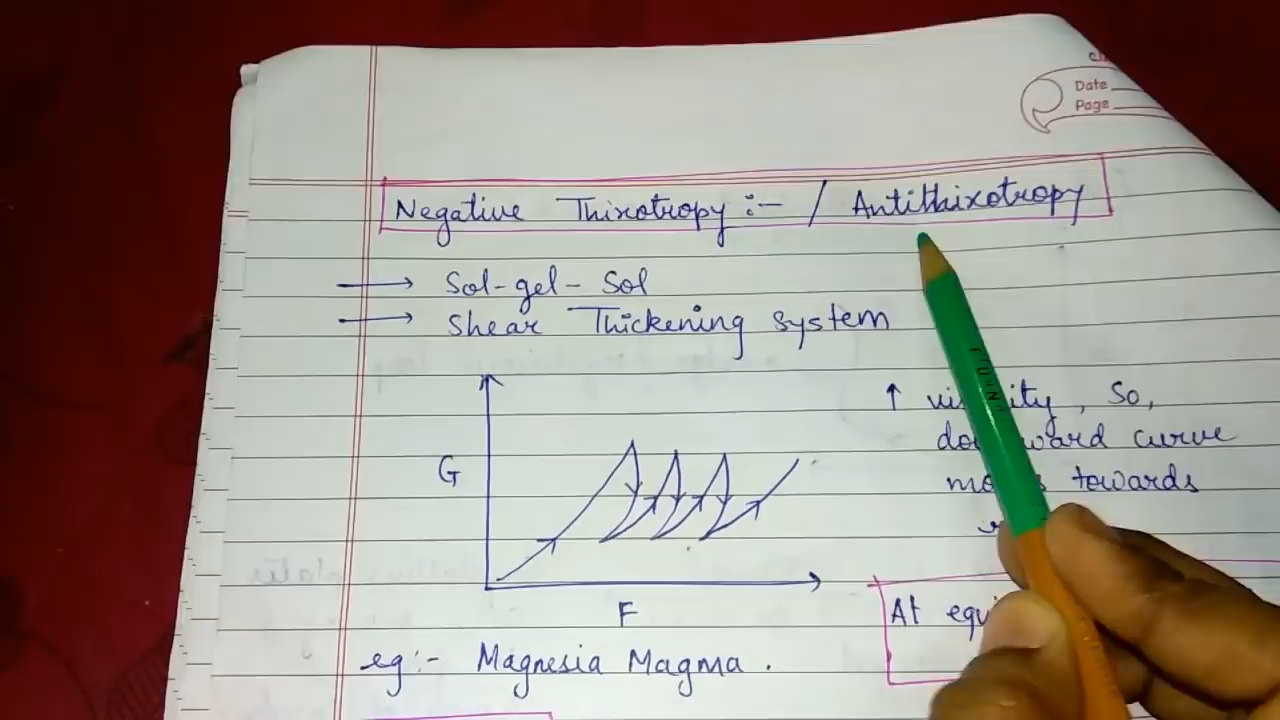 Date
Page
Negative Thixotropy :- / Antithixotropy
→ Sol-gel-Sol
→ Shear Thickening system
G
F
↑ , So,
curve
towards
At
eg:- Magnesia Magma.